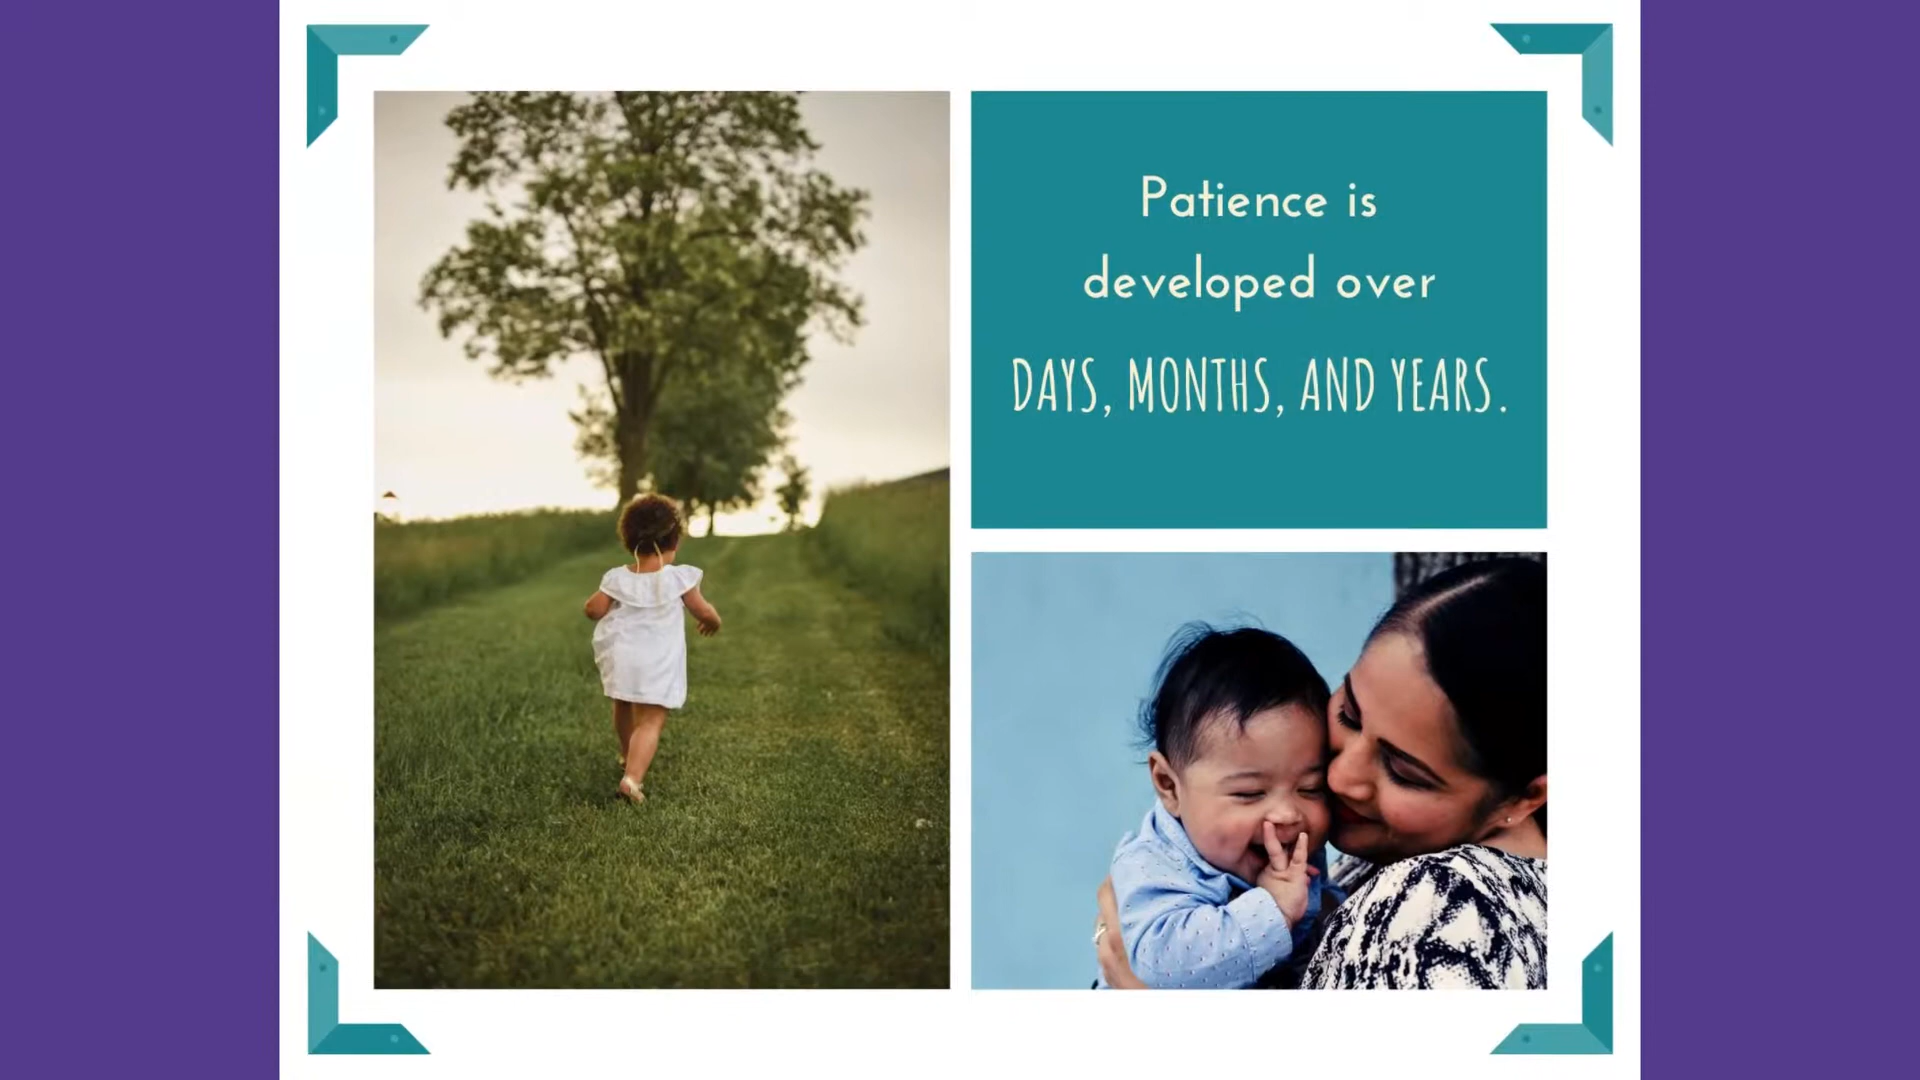 Patience is
developed over
DAYS, MONTHS, AND YEARS.